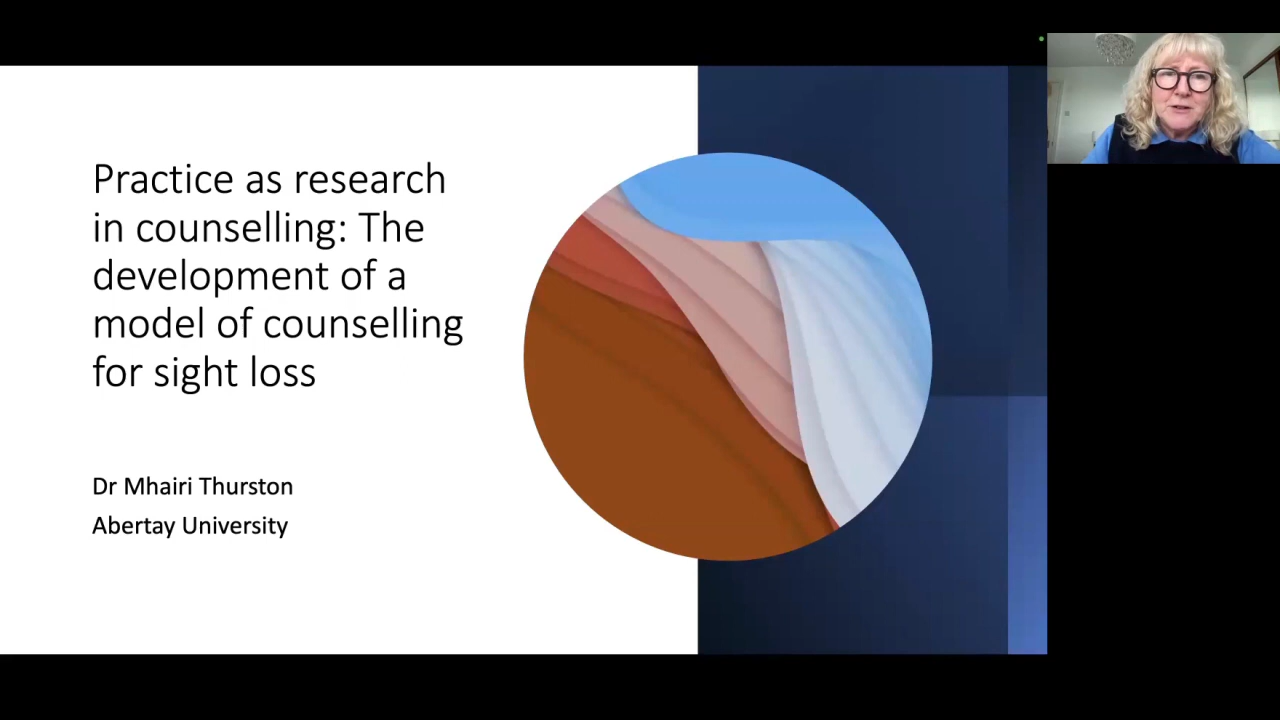 Practice as research
in counselling: The
development of a
model of counselling
for sight loss
Dr Mhairi Thurston
Abertay University